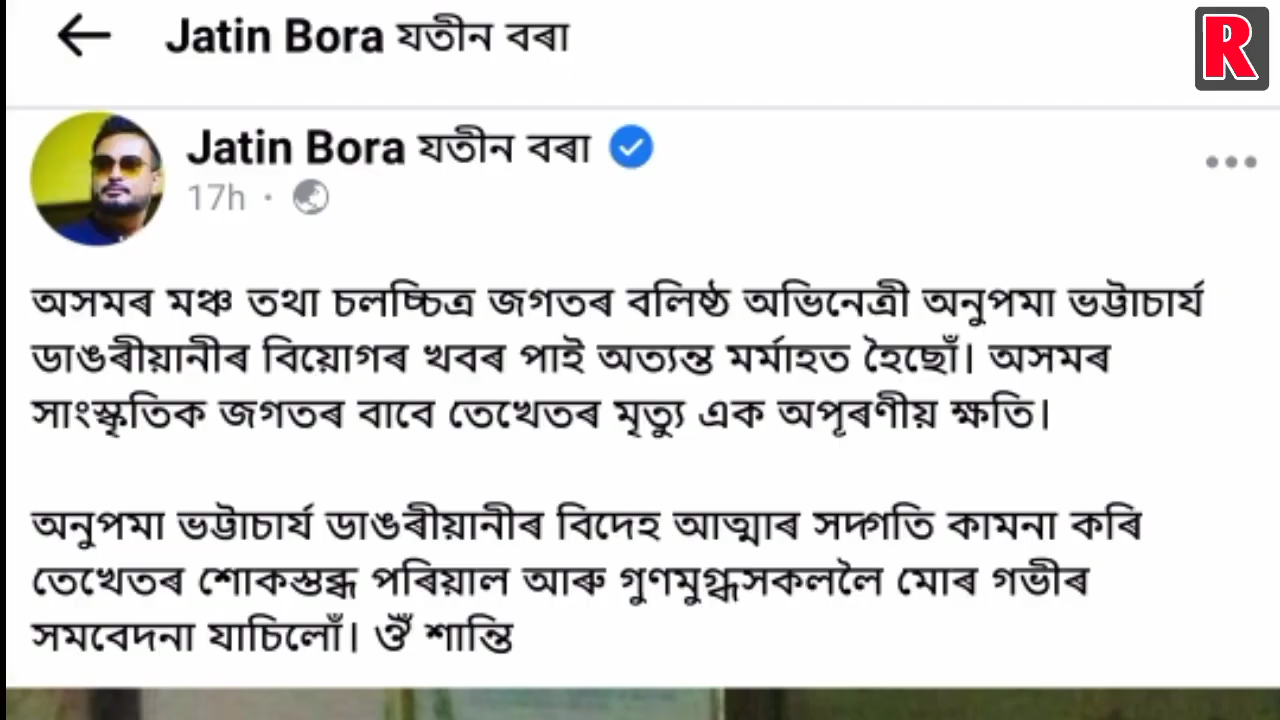 Jatin Bora যতীন বৰা
R
Jatin Bora যতীন বৰা
17h ·
অসমৰ মঞ্চ তথা চলচ্চিত্ৰ জগতৰ বলিষ্ঠ অভিনেত্ৰী অনুপমা ভট্টাচাৰ্য
ডাঙৰীয়ানীৰ বিয়োগৰ খবৰ পাই অত্যন্ত মৰ্মাহত হৈছোঁ। অসমৰ
সাংস্কৃতিক জগতৰ বাবে তেখেতৰ মৃত্যু এক অপূৰণীয় ক্ষতি।
অনুপমা ভট্টাচাৰ্য ডাঙৰীয়ানীৰ বিদেহ আত্মাৰ সদ্গতি কামনা কৰি
তেখেতৰ শোকস্তব্ধ পৰিয়াল আৰু গুণমুগ্ধসকললৈ মোৰ গভীৰ
সমবেদনা যাচিলোঁ। ওঁ শান্তি